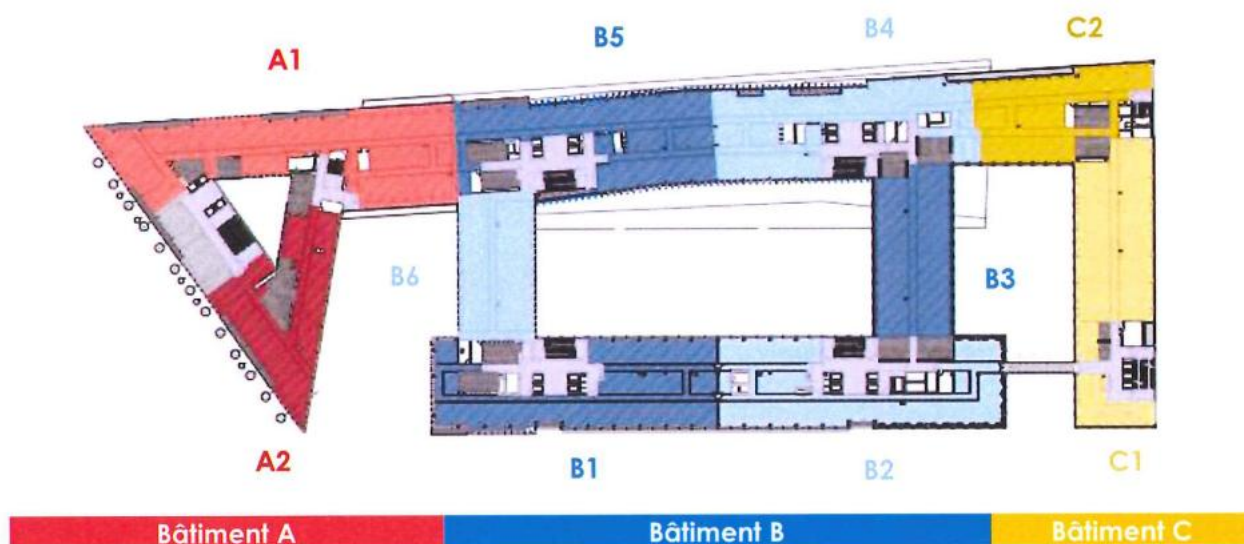 A1
B5
B4
C2
B6
B3
A2
B1
B2
C1
Bâtiment A
Bâtiment B
Bâtiment C